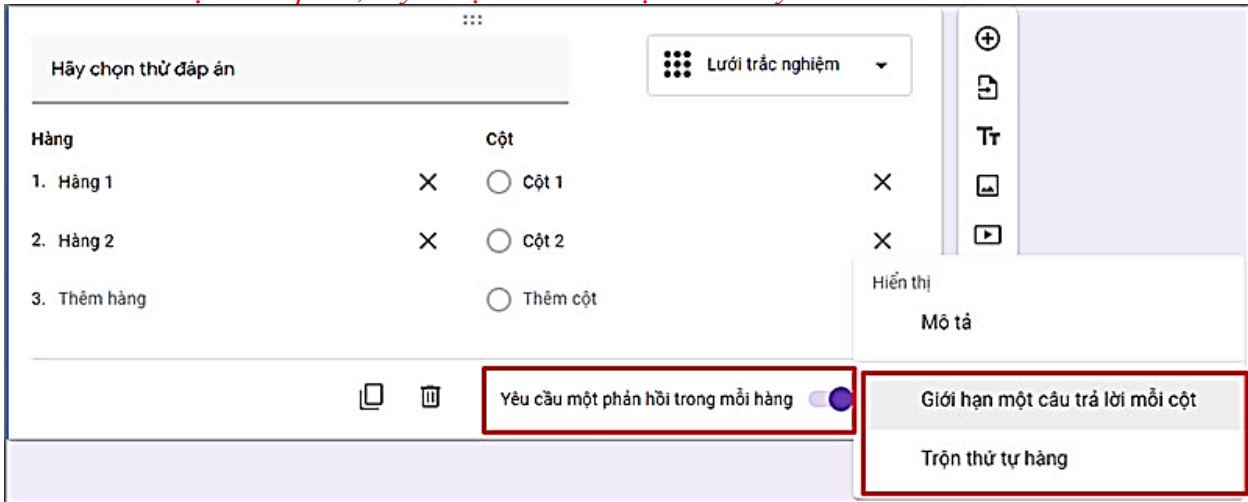 Hãy chọn thử đáp án
Lưới trắc nghiệm
Hàng
Cột
1. Hàng 1
Cột 1
2. Hàng 2
Cột 2
3. Thêm hàng
Thêm cột
Hiển thị
Mô tả
Yêu cầu một phản hồi trong mỗi hàng
Giới hạn một câu trả lời mỗi cột
Trộn thứ tự hàng